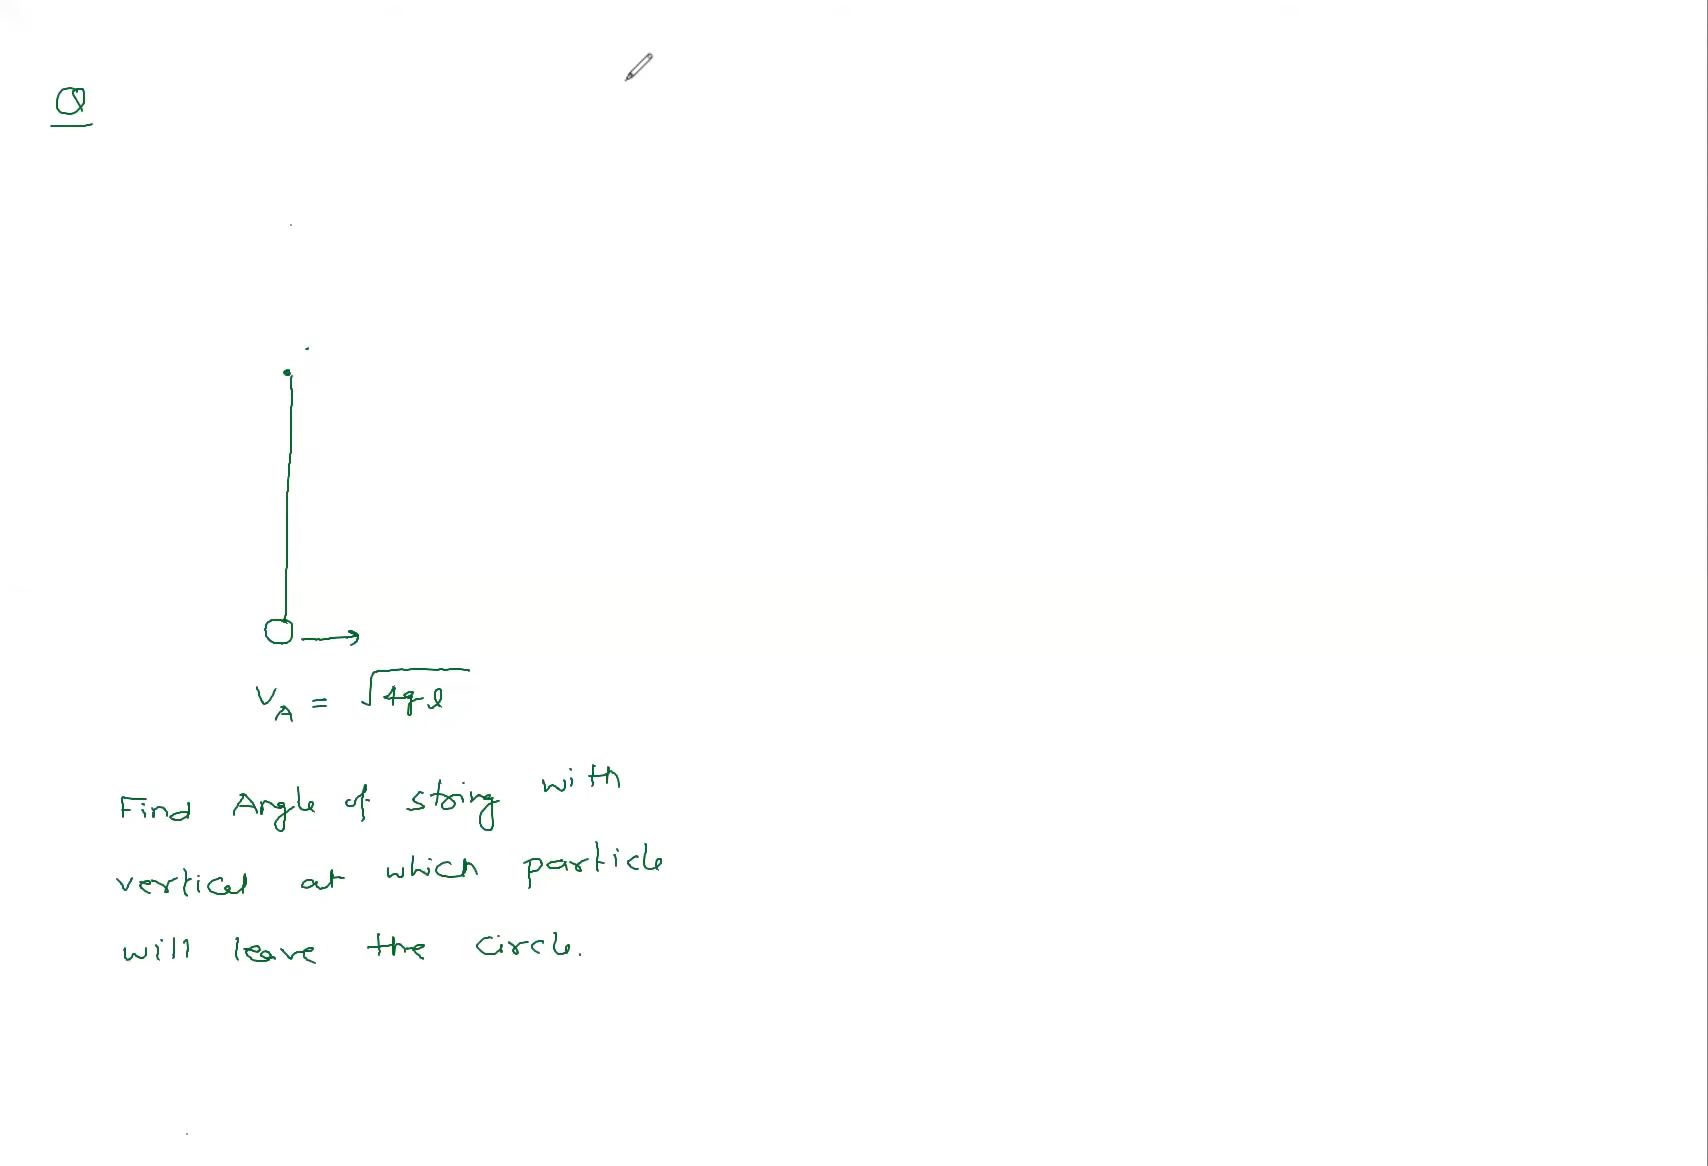 Q
V_A = √4gl
Find Angle of string with
vertical at which particle
will leave the circle.